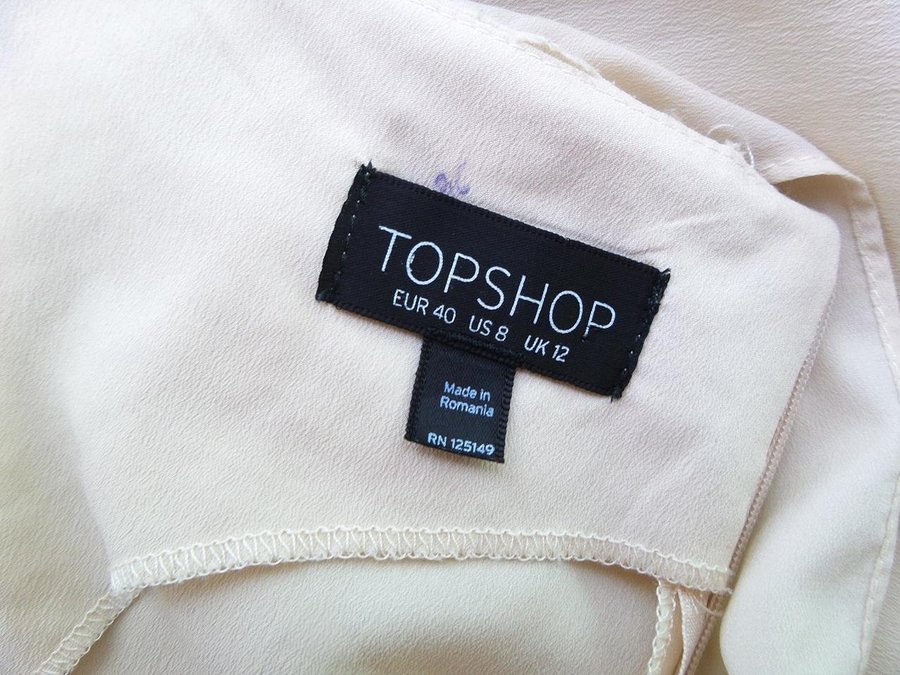 TOPSHOP
EUR 40 US 8 UK 12
Made in
Romania
RN 125149